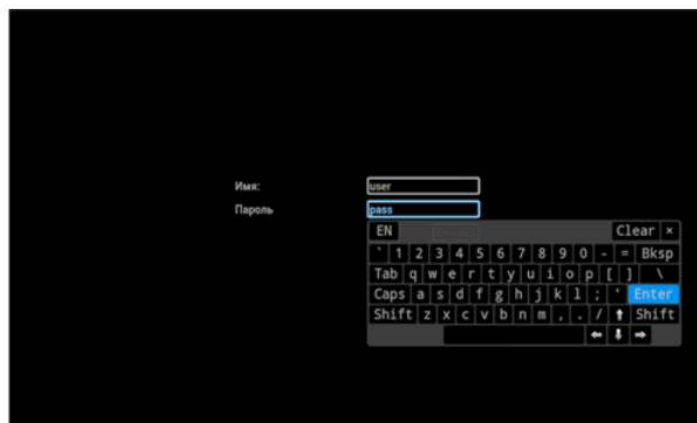 Имя: user
Пароль pass
EN Clear ×
` 1 2 3 4 5 6 7 8 9 0 - = Bksp
Tab q w e r t y u i o p [ ] \
Caps a s d f g h j k l ; ' Enter
Shift z x c v b n m , . / ⬆ Shift
⬅ ⬇ ➡